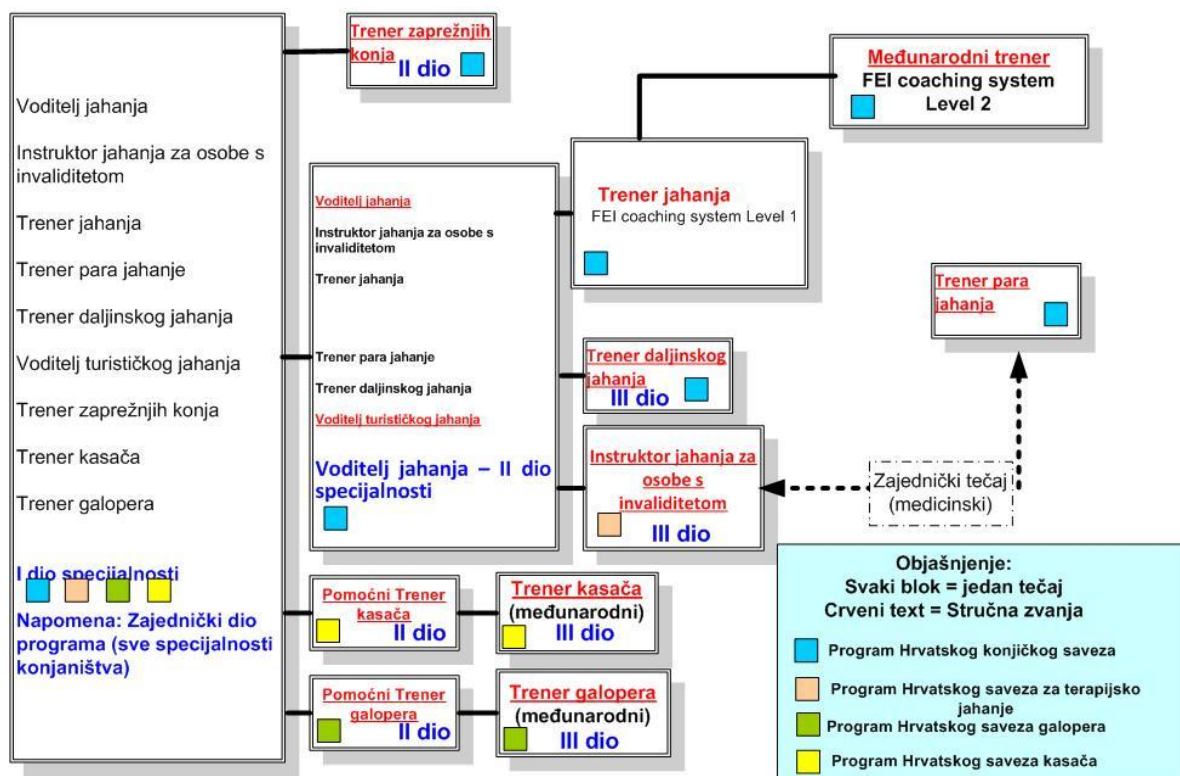 Voditelj jahanja
Instruktor jahanja za osobe s
invaliditetom
Trener jahanja
Trener para jahanje
Trener daljinskog jahanja
Voditelj turističkog jahanja
Trener zaprežnjih konja
Trener kasača
Trener galopera
I dio specijalnosti
Napomena: Zajednički dio
programa (sve specijalnosti
konjaništva)
Trener zaprežnjih
konja
II dio
Voditelj jahanja
Instruktor jahanja za osobe s
invaliditetom
Trener jahanja
Trener para jahanje
Trener daljinskog jahanja
Voditelj turističkog jahanja
Voditelj jahanja – II dio
specijalnosti
Pomoćni Trener
kasača
II dio
Pomoćni Trener
galopera
II dio
Trener jahanja
FEI coaching system Level 1
Trener daljinskog
jahanja
III dio
Instruktor jahanja za
osobe s
invaliditetom
III dio
Trener kasača
(međunarodni)
III dio
Trener galopera
(međunarodni)
III dio
Međunarodni trener
FEI coaching system
Level 2
Trener para
jahanja
Zajednički tečaj
(medicinski)
Objašnjenje:
Svaki blok = jedan tečaj
Crveni text = Stručna zvanja
Program Hrvatskog konjičkog saveza
Program Hrvatskog saveza za terapijsko
jahanje
Program Hrvatskog saveza galopera
Program Hrvatskog saveza kasača